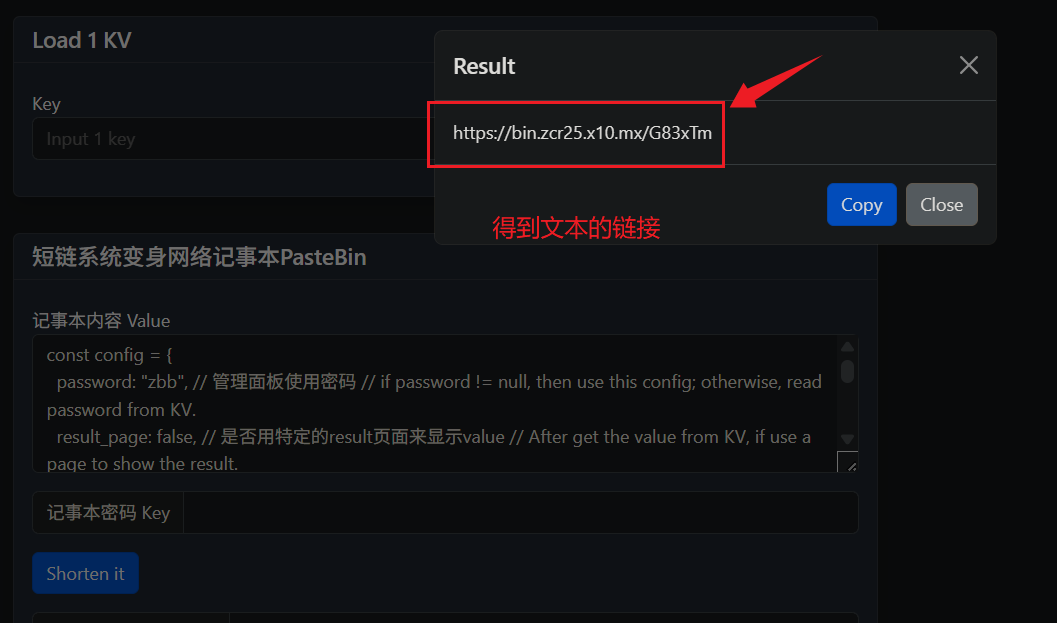 Load 1 KV
Key
Input 1 key
Result
https://bin.zcr25.x10.mx/G83xTm
Copy
Close
得到文本的链接
短链系统变身网络记事本PasteBin
记事本内容 Value
const config = {
password: "zbb", // 管理面板使用密码 // if password != null, then use this config; otherwise, read
password from KV.
result_page: false, // 是否用特定的result页面来显示value // After get the value from KV, if use a
page to show the result.
记事本密码 Key
Shorten it